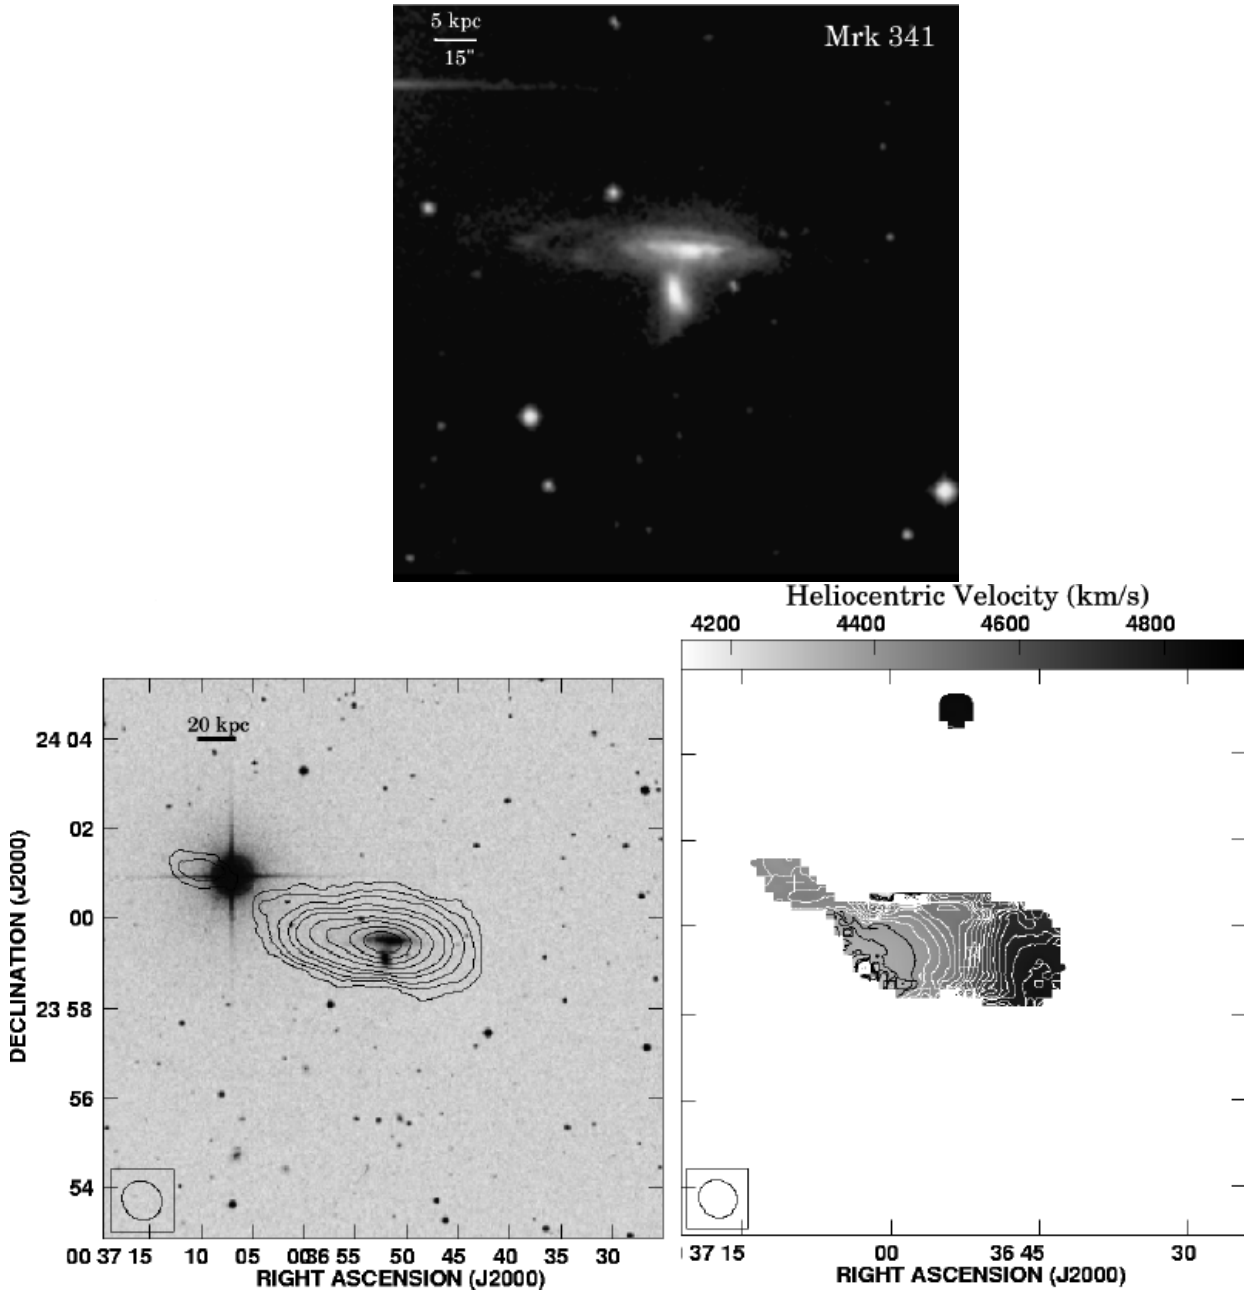 5 kpc
15"
Mrk 341
Heliocentric Velocity (km/s)
4200 4400 4600 4800
20 kpc
24 04
02
00
23 58
56
54
DECLINATION (J2000)
00 37 15 10 05 00 36 55 50 45 40 35 30
RIGHT ASCENSION (J2000)
37 15 00 36 45 30
RIGHT ASCENSION (J2000)